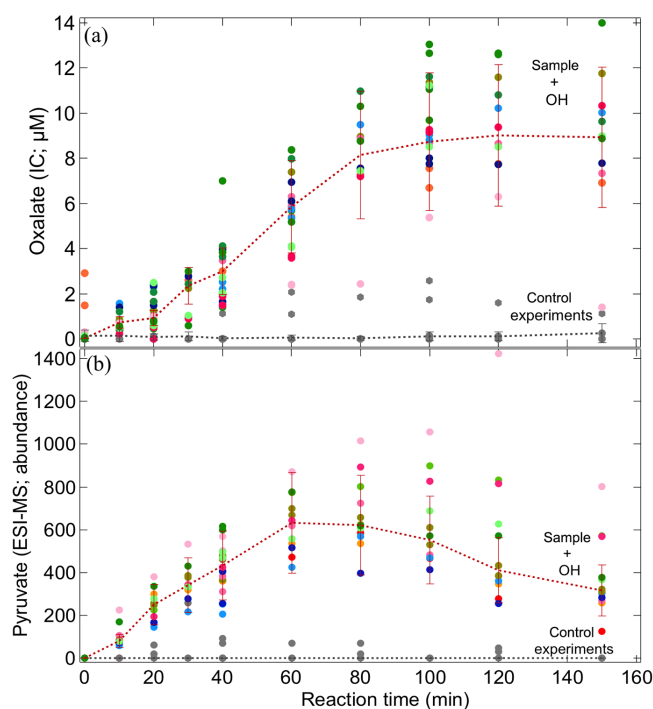 14
(a)
Sample
+
OH
12
10
8
6
4
2
0
Oxalate (IC; µM)
Control
experiments
1400
(b)
1200
1000
800
600
400
200
0
Pyruvate (ESI-MS; abundance)
Sample
+
OH
Control
experiments
0 20 40 60 80 100 120 140 160
Reaction time (min)